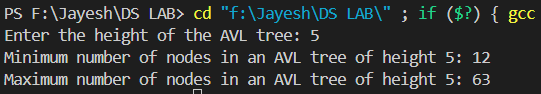 PS F:\Jayesh\DS LAB> cd "f:\Jayesh\DS LAB\" ; if ($?) { gcc
Enter the height of the AVL tree: 5
Minimum number of nodes in an AVL tree of height 5: 12
Maximum number of nodes in an AVL tree of height 5: 63